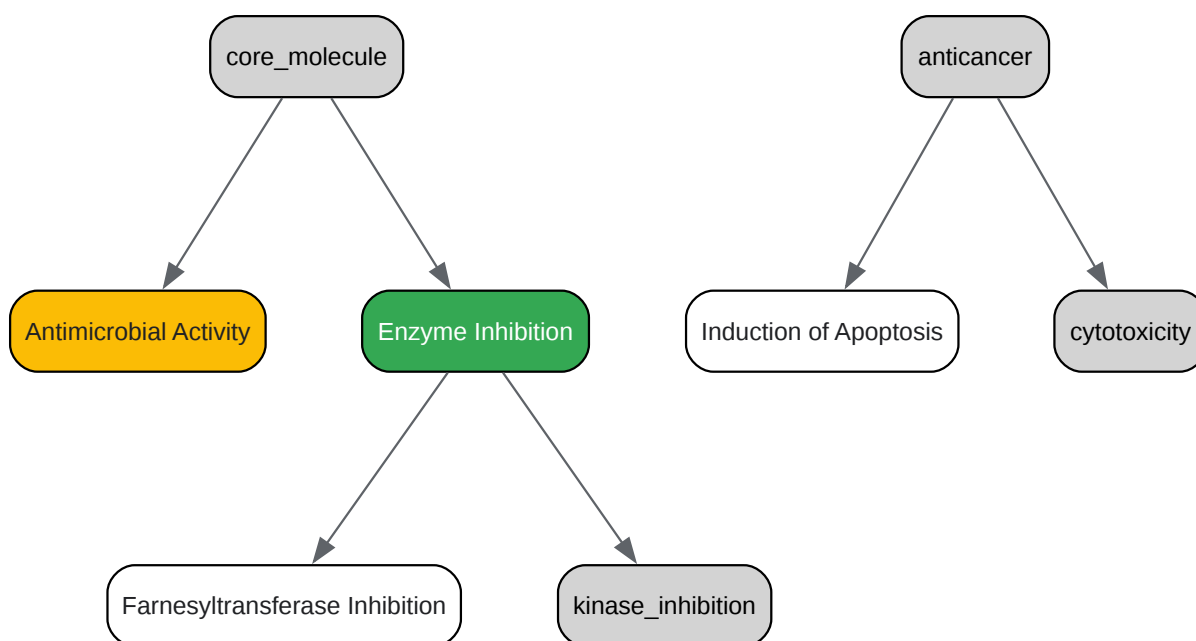 core_molecule
anticancer
Antimicrobial Activity
Enzyme Inhibition
Induction of Apoptosis
cytotoxicity
Farnesyltransferase Inhibition
kinase_inhibition